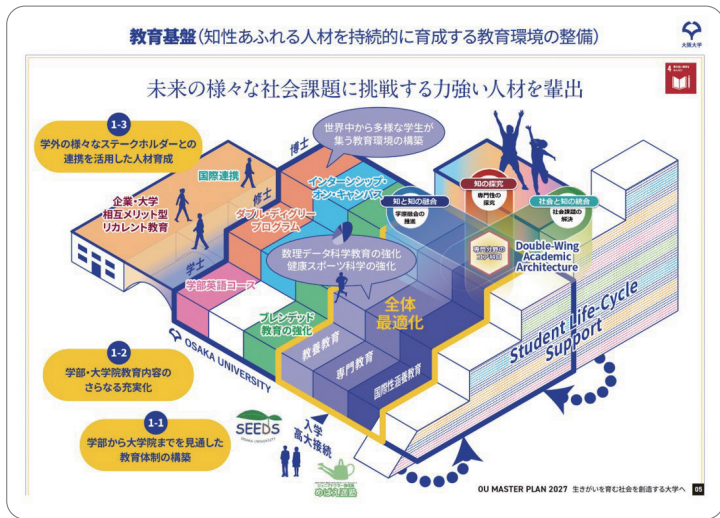 教育基盤(知性あふれる人材を持続的に育成する教育環境の整備)
大阪大学
4
未来の様々な社会課題に挑戦する力強い人材を輩出
1-3
学外の様々なステークホルダーとの
連携を活用した人材育成
世界中から多様な学生が
集う教育環境の構築
博士
修士
学士
国際連携
企業・大学
相互メリット型
リカレント教育
インターンシップ・
オン・キャンパス
ダブル・ディグリー
プログラム
学部英語コース
ブレンデッド
教育の強化
知と知の融合
学際融合の
推進
知の探究
専門性の
探究
社会と知の統合
社会課題の
解決
専門分野の
コア科目
Double-Wing
Academic
Architecture
数理データ科学教育の強化
健康スポーツ科学の強化
全体
最適化
教養教育
専門教育
国際性涵養教育
OSAKA UNIVERSITY
Student Life-Cycle
Support
1-2
学部・大学院教育内容の
さらなる充実化
1-1
学部から大学院までを見通した
教育体制の構築
SEEDS
OSAKA UNIVERSITY
入学
高大接続
めばえ適塾
OU MASTER PLAN 2027 生きがいを育む社会を創造する大学へ 05